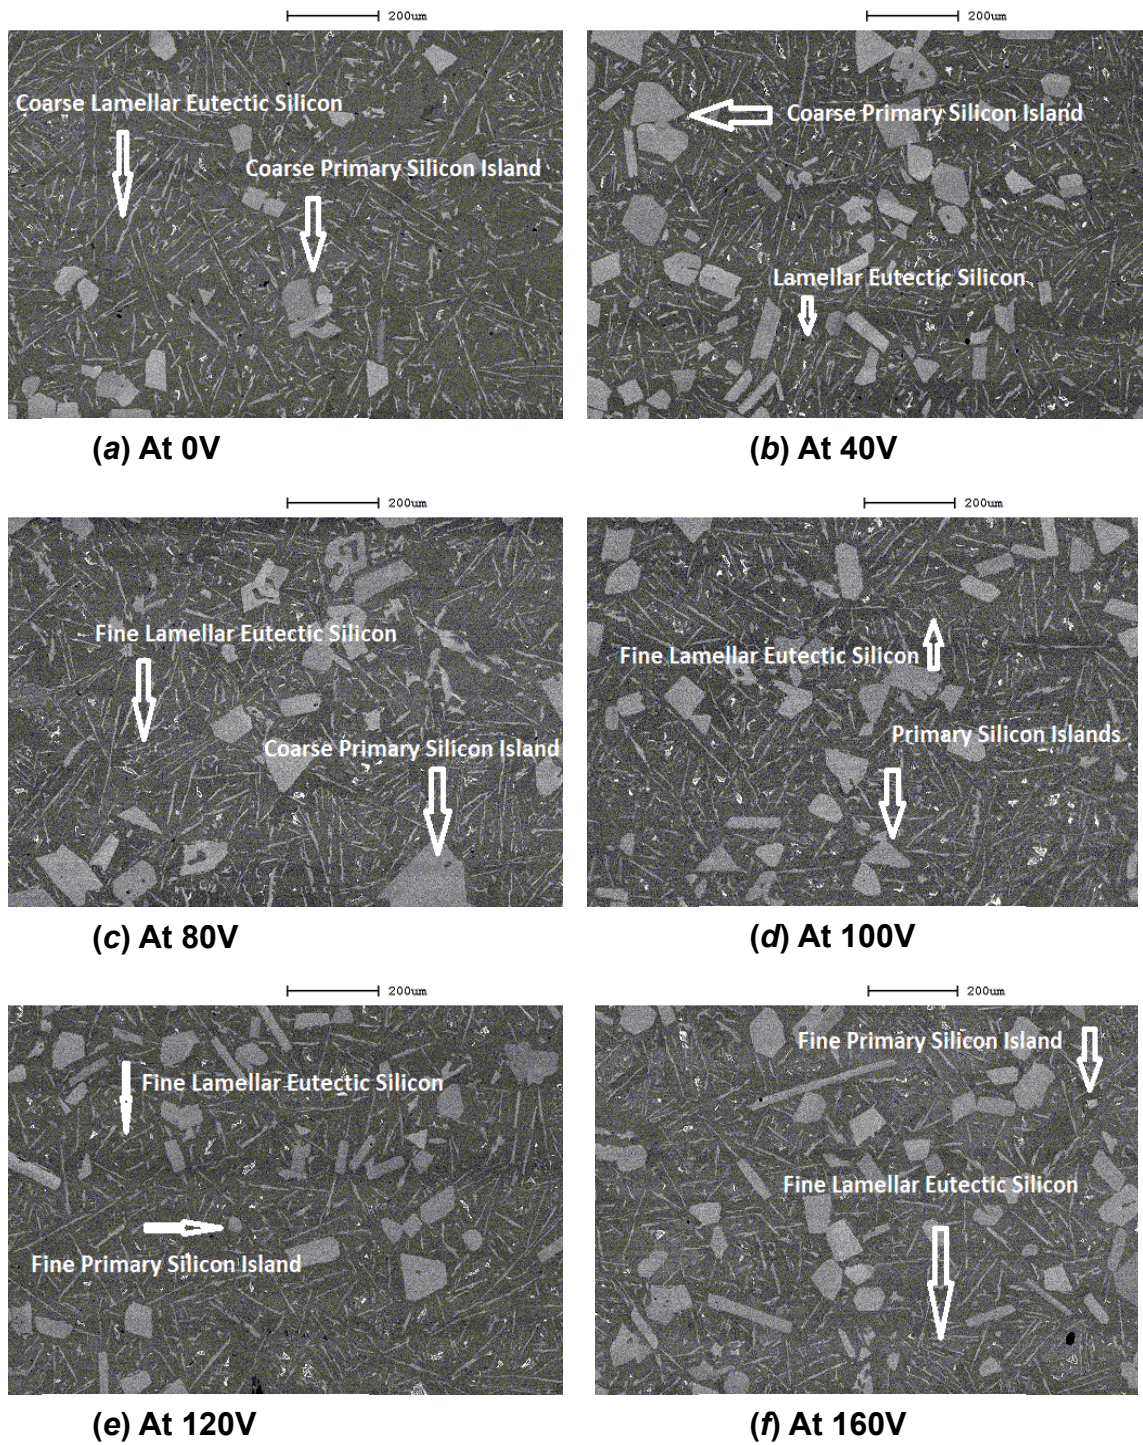 200um
200um
Coarse Lamellar Eutectic Silicon
Coarse Primary Silicon Island
Coarse Primary Silicon Island
Lamellar Eutectic Silicon
(a) At 0V
(b) At 40V
200um
200um
Fine Lamellar Eutectic Silicon
Coarse Primary Silicon Island
Fine Lamellar Eutectic Silicon
Primary Silicon Islands
(c) At 80V
(d) At 100V
200um
200um
Fine Lamellar Eutectic Silicon
Fine Primary Silicon Island
Fine Primary Silicon Island
Fine Lamellar Eutectic Silicon
(e) At 120V
(f) At 160V